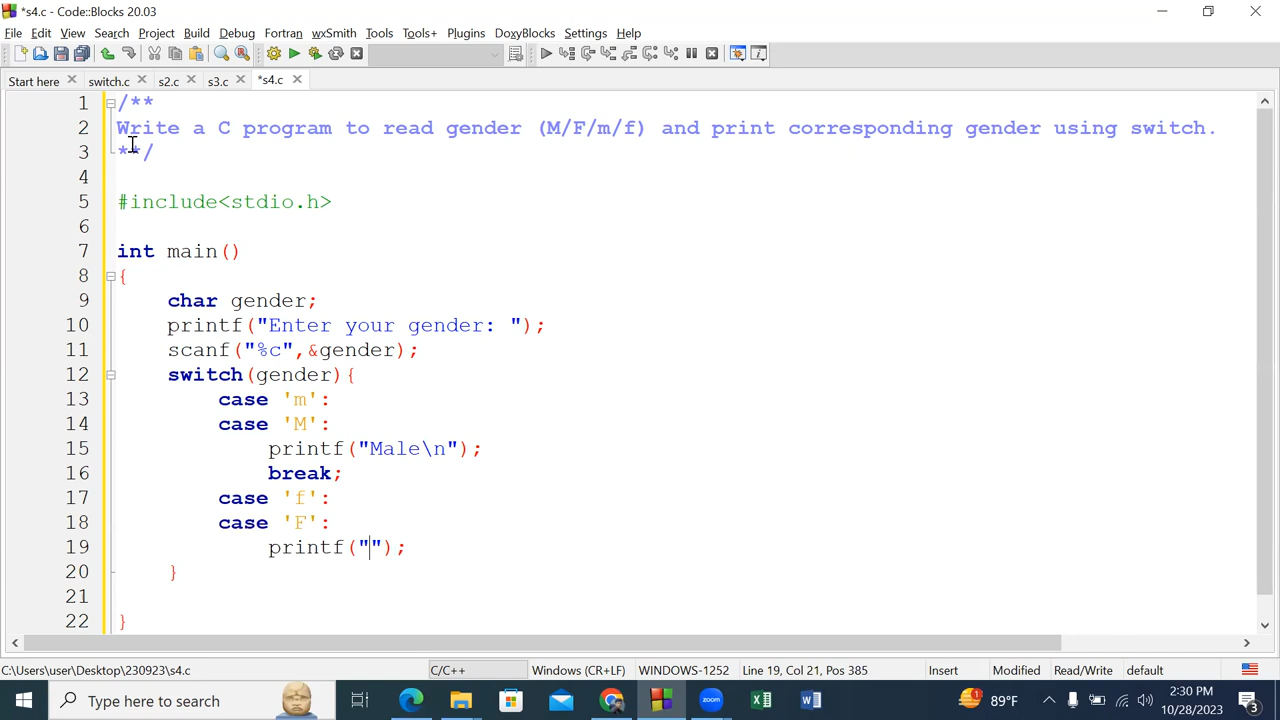 *s4.c - Code::Blocks 20.03
File Edit View Search Project Build Debug Fortran wxSmith Tools Tools+ Plugins DoxyBlocks Settings Help
Start here switch.c s2.c s3.c *s4.c
1 /**
2 Write a C program to read gender (M/F/m/f) and print corresponding gender using switch.
3 **/
4
5 #include<stdio.h>
6
7 int main()
8 {
9 char gender;
10 printf("Enter your gender: ");
11 scanf("%c",&gender);
12 switch(gender){
13 case 'm':
14 case 'M':
15 printf("Male\n");
16 break;
17 case 'f':
18 case 'F':
19 printf("");
20 }
21
22 }
C:\Users\user\Desktop\230923\s4.c C/C++ Windows (CR+LF) WINDOWS-1252 Line 19, Col 21, Pos 385 Insert Modified Read/Write default
Type here to search 1 89°F 2:30 PM
10/28/2023 3